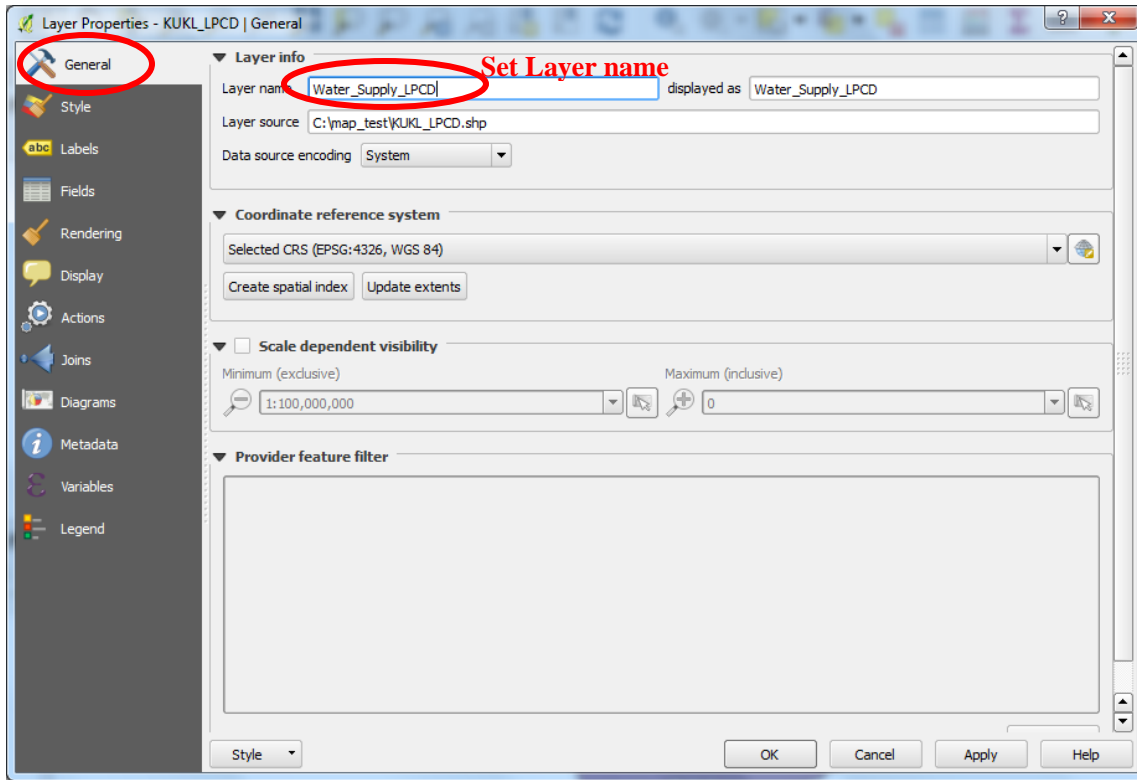 Layer Properties - KUKL_LPCD | General
General
Style
Labels
Fields
Rendering
Display
Actions
Joins
Diagrams
Metadata
Variables
Legend
abc
Layer info
Set Layer name
Layer name Water_Supply_LPCD displayed as Water_Supply_LPCD
Layer source C:\map_test\KUKL_LPCD.shp
Data source encoding System
Coordinate reference system
Selected CRS (EPSG:4326, WGS 84)
Create spatial index Update extents
Scale dependent visibility
Minimum (exclusive) Maximum (inclusive)
1:100,000,000 0
Provider feature filter
Style OK Cancel Apply Help